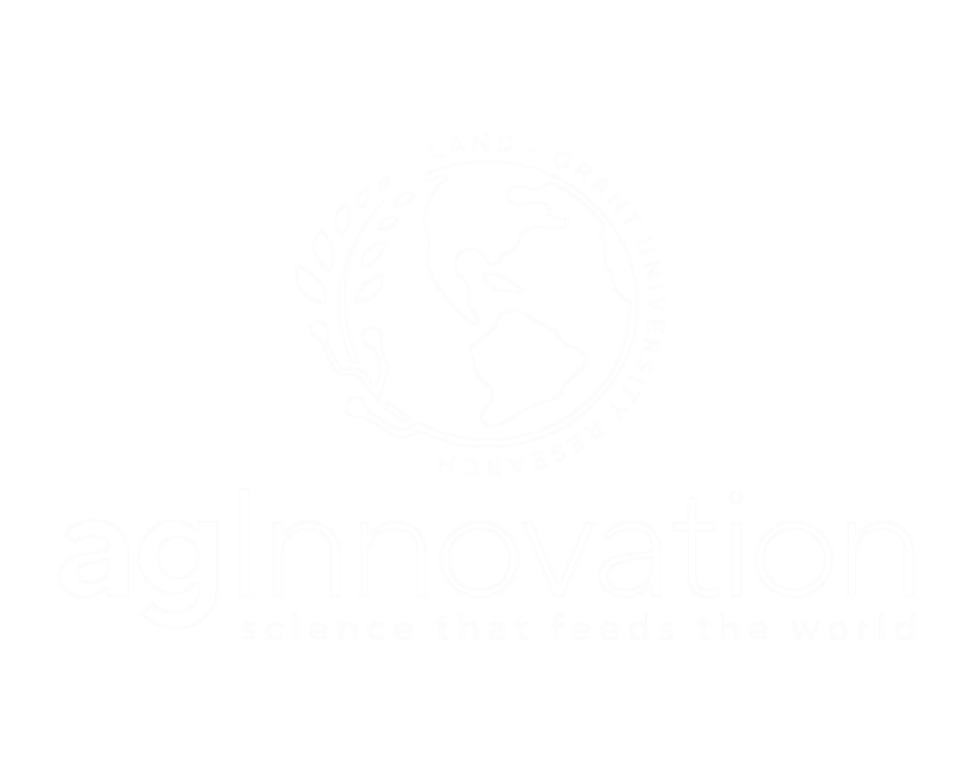 LAND - GRANT UNIVERSITY RESEARCH
agInnovation
science that feeds the world